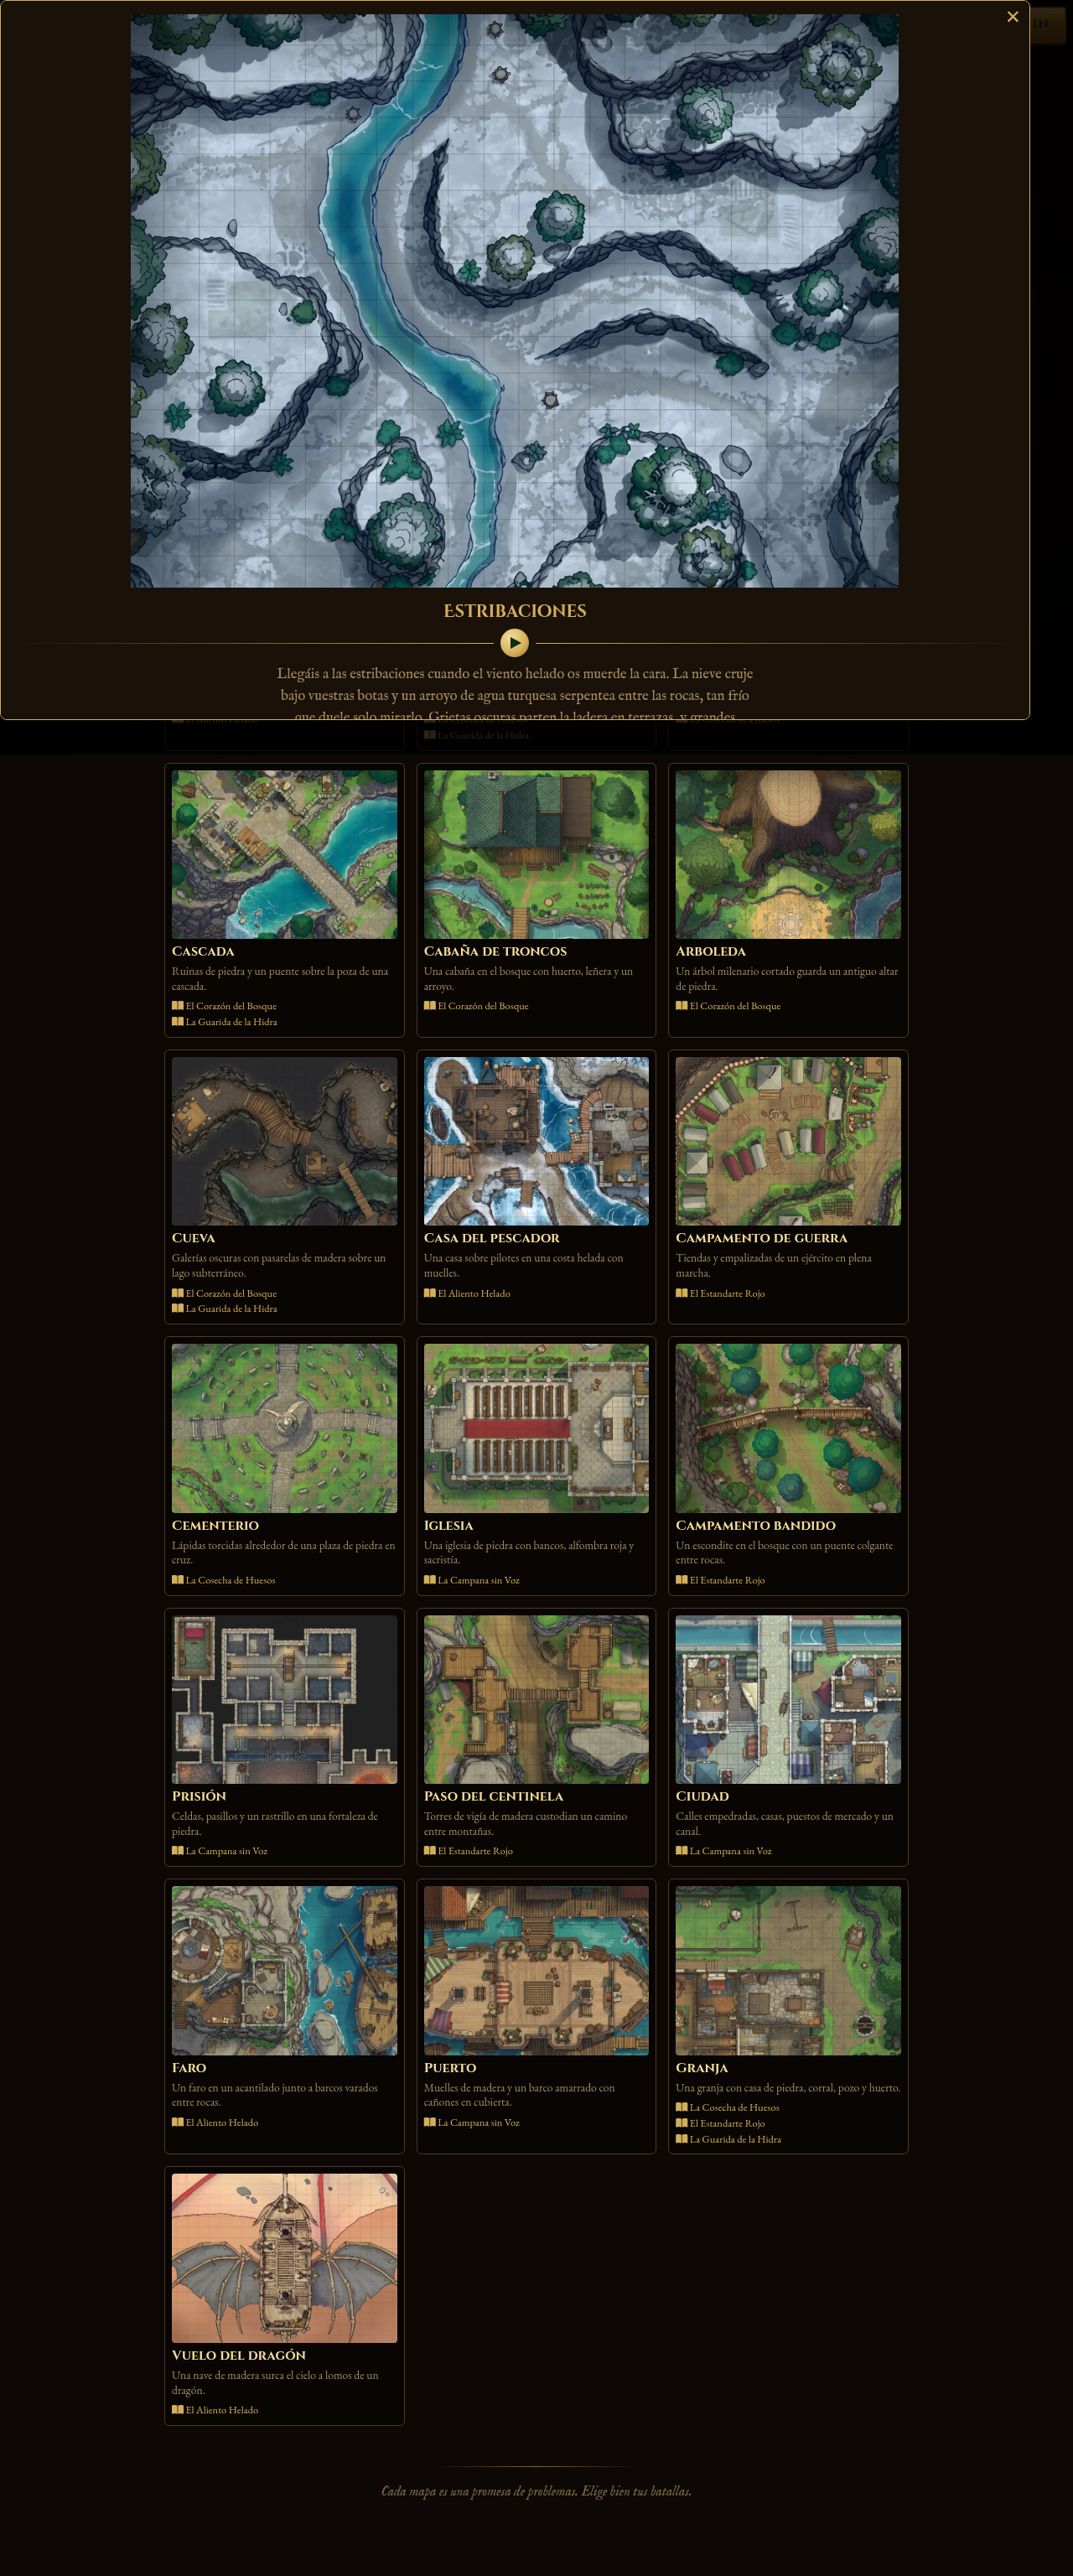 ✕
IN
Estribaciones
Llegáis a las estribaciones cuando el viento helado os muerde la cara. La nieve cruje
bajo vuestras botas y un arroyo de agua turquesa serpentea entre las rocas, tan frío
que duele solo mirarlo. Grietas oscuras parten la ladera en terrazas, y grandes
El Aliento Helado
La Guarida de la Hidra
Cascada
Ruinas de piedra y un puente sobre la poza de una
cascada.
El Corazón del Bosque
La Guarida de la Hidra
Cabaña de troncos
Una cabaña en el bosque con huerto, leñera y un
arroyo.
El Corazón del Bosque
Arboleda
Un árbol milenario cortado guarda un antiguo altar
de piedra.
El Corazón del Bosque
Cueva
Galerías oscuras con pasarelas de madera sobre un
lago subterráneo.
El Corazón del Bosque
La Guarida de la Hidra
Casa del pescador
Una casa sobre pilotes en una costa helada con
muelles.
El Aliento Helado
Campamento de guerra
Tiendas y empalizadas de un ejército en plena
marcha.
El Estandarte Rojo
Cementerio
Lápidas torcidas alrededor de una plaza de piedra en
cruz.
La Cosecha de Huesos
Iglesia
Una iglesia de piedra con bancos, alfombra roja y
sacristía.
La Campana sin Voz
Campamento bandido
Un escondite en el bosque con un puente colgante
entre rocas.
El Estandarte Rojo
Prisión
Celdas, pasillos y un rastrillo en una fortaleza de
piedra.
La Campana sin Voz
Paso del centinela
Torres de vigía de madera custodian un camino
entre montañas.
El Estandarte Rojo
Ciudad
Calles empedradas, casas, puestos de mercado y un
canal.
La Campana sin Voz
Faro
Un faro en un acantilado junto a barcos varados
entre rocas.
El Aliento Helado
Puerto
Muelles de madera y un barco amarrado con
cañones en cubierta.
La Campana sin Voz
Granja
Una granja con casa de piedra, corral, pozo y huerto.
La Cosecha de Huesos
El Estandarte Rojo
La Guarida de la Hidra
Vuelo del dragón
Una nave de madera surca el cielo a lomos de un
dragón.
El Aliento Helado
Cada mapa es una promesa de problemas. Elige bien tus batallas.